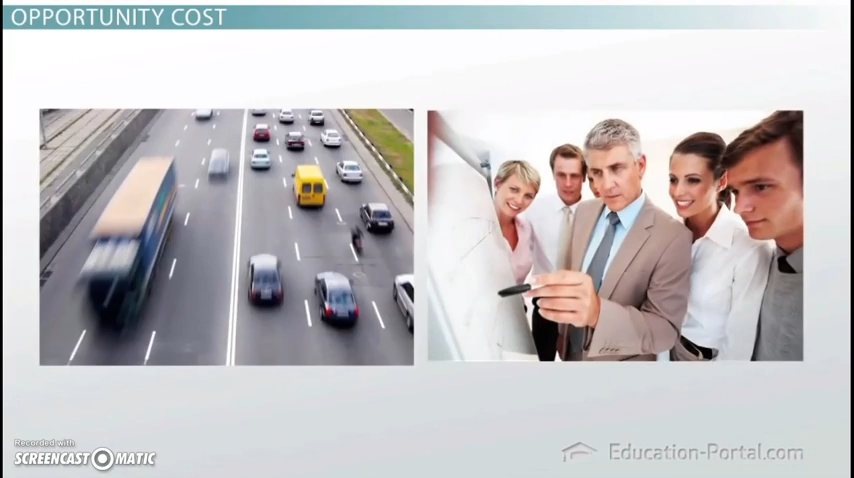 OPPORTUNITY COST
Recorded with
SCREENCAST-O-MATIC
Education-Portal.com